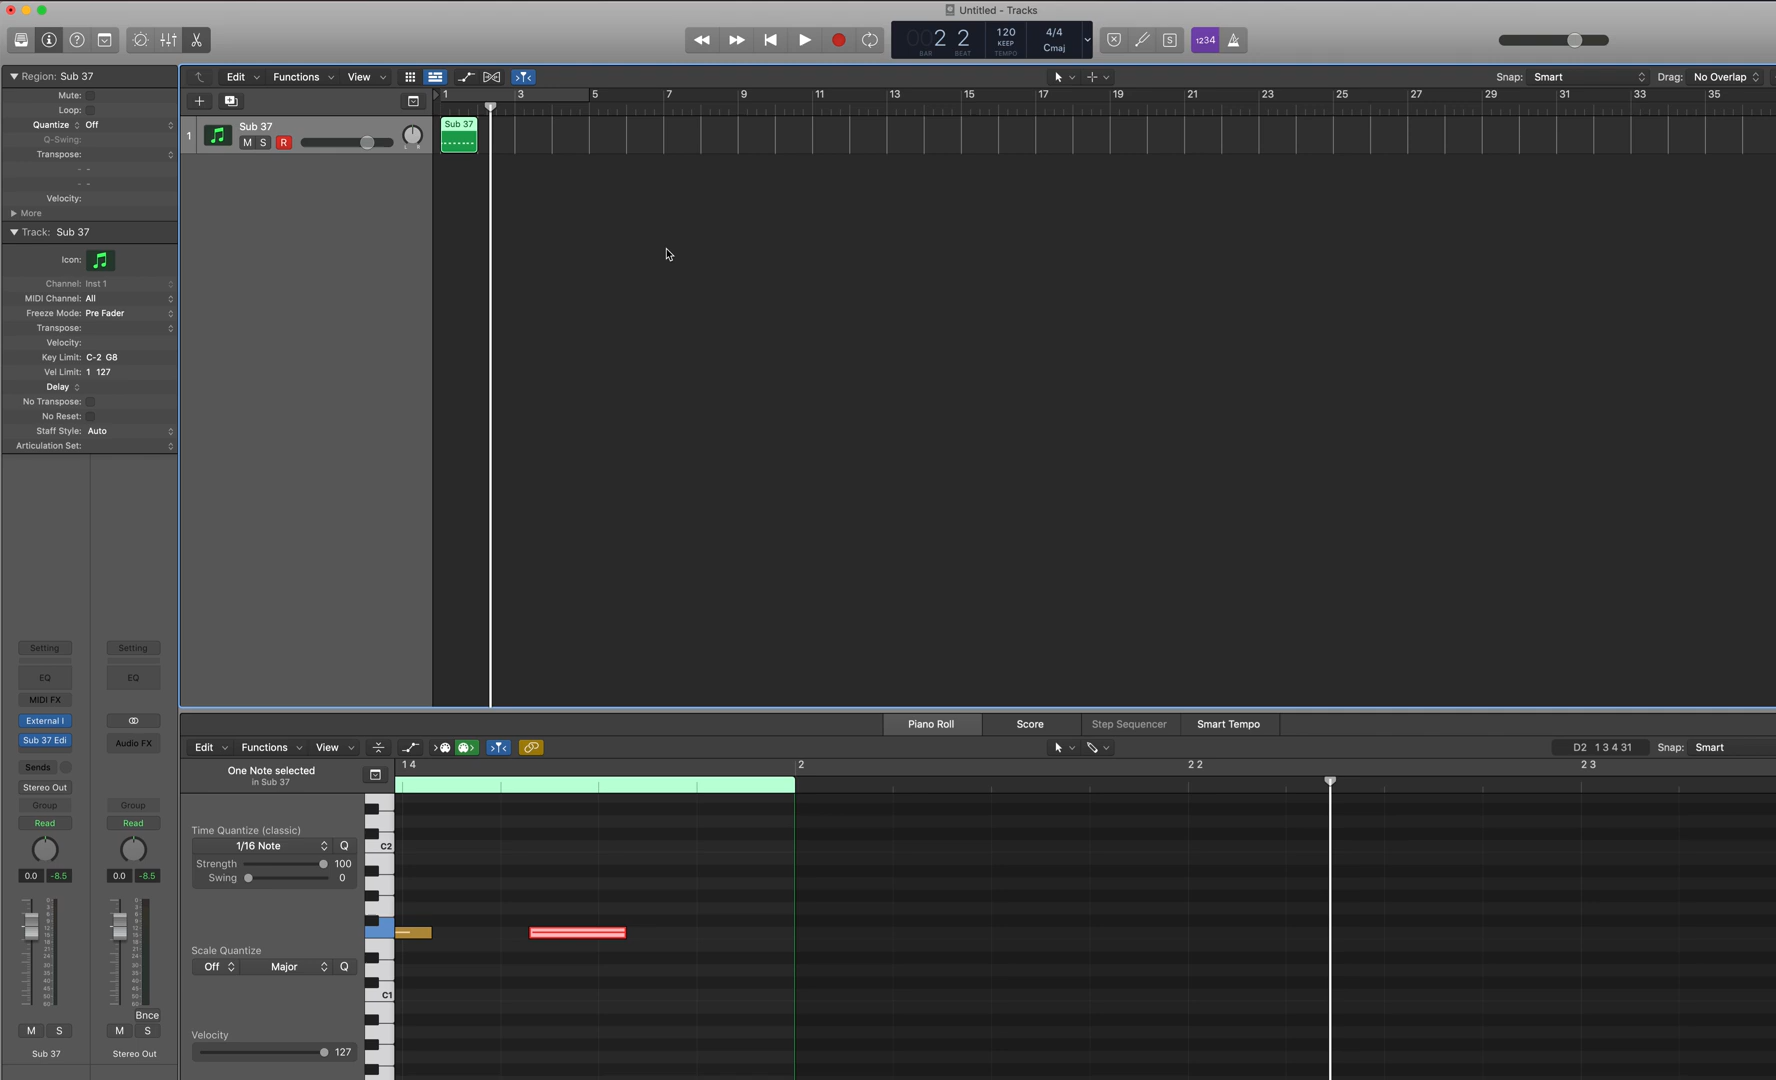 Untitled - Tracks
002 2
BAR BEAT
120
KEEP
TEMPO
4/4
Cmaj
S
1234
Region: Sub 37
Mute:
Loop:
Quantize Off
Q-Swing:
Transpose:
- -
- -
Velocity:
More
Track: Sub 37
Icon:
Channel: Inst 1
MIDI Channel: All
Freeze Mode: Pre Fader
Transpose:
Velocity:
Key Limit: C-2 G8
Vel Limit: 1 127
Delay
No Transpose:
No Reset:
Staff Style: Auto
Articulation Set:
Edit Functions View
Snap: Smart Drag: No Overlap
1 3 5 7 9 11 13 15 17 19 21 23 25 27 29 31 33 35
1 Sub 37
M S R
L R
Sub 37
Setting Setting
EQ EQ
MIDI FX
External I
Sub 37 Edi Audio FX
Sends
Stereo Out
Group Group
Read Read
0.0 -8.5 0.0 -8.5
Bnce
M S M S
Sub 37 Stereo Out
Piano Roll Score Step Sequencer Smart Tempo
Edit Functions View
D2 1 3 4 31 Snap: Smart
One Note selected
in Sub 37
1 4 2 2 2 2 3
Time Quantize (classic)
1/16 Note Q
Strength 100
Swing 0
Scale Quantize
Off Major Q
Velocity
127
C2
C1